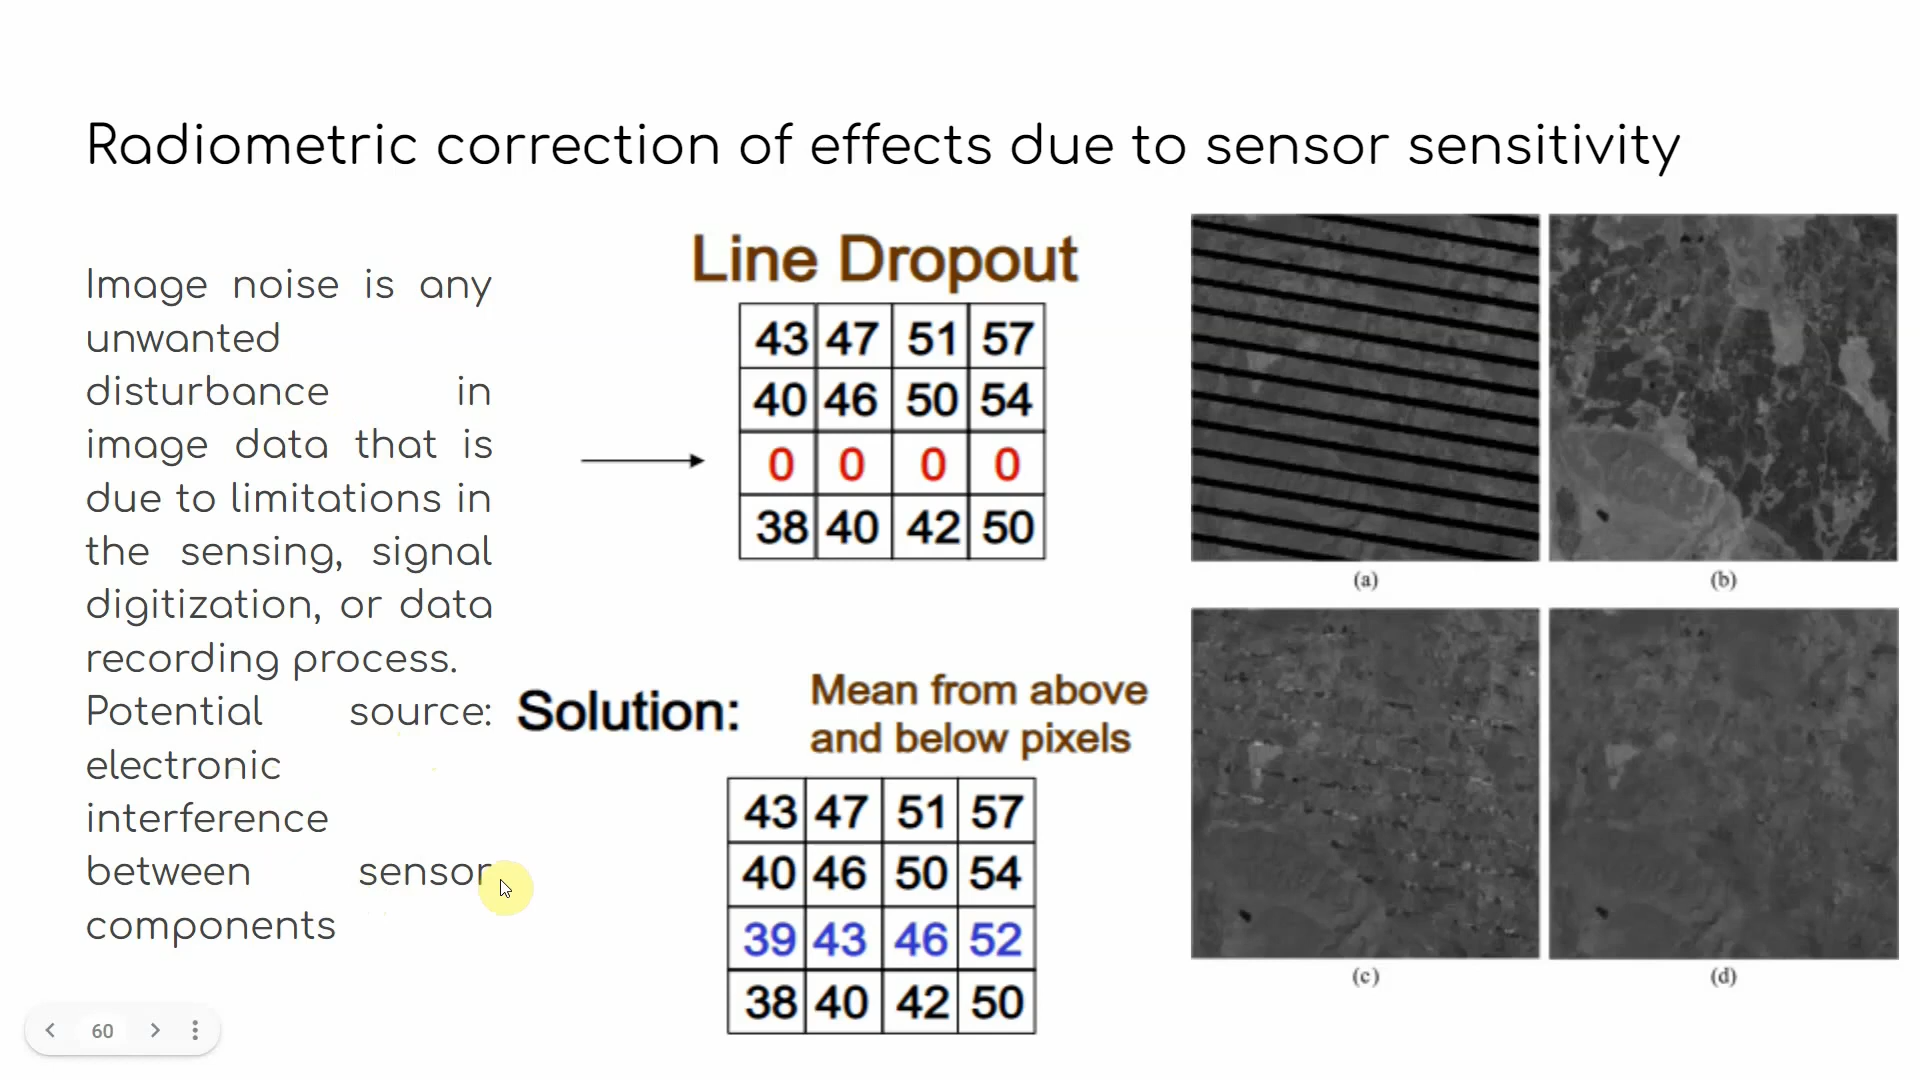 Radiometric correction of effects due to sensor sensitivity
Image noise is any
unwanted
disturbance in
image data that is
due to limitations in
the sensing, signal
digitization, or data
recording process.
Potential source:
electronic
interference
between sensor
components
Line Dropout
43 47 51 57
40 46 50 54
0 0 0 0
38 40 42 50
Solution:
Mean from above
and below pixels
43 47 51 57
40 46 50 54
39 43 46 52
38 40 42 50
(a)
(b)
(c)
(d)
60